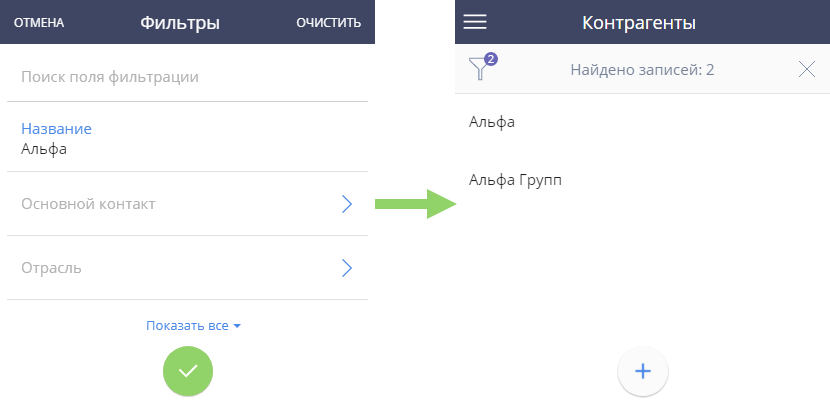 ОТМЕНА Фильтры ОЧИСТИТЬ
Поиск поля фильтрации
Название
Альфа
Основной контакт
Отрасль
Показать все
Контрагенты
2
Найдено записей: 2
Альфа
Альфа Групп